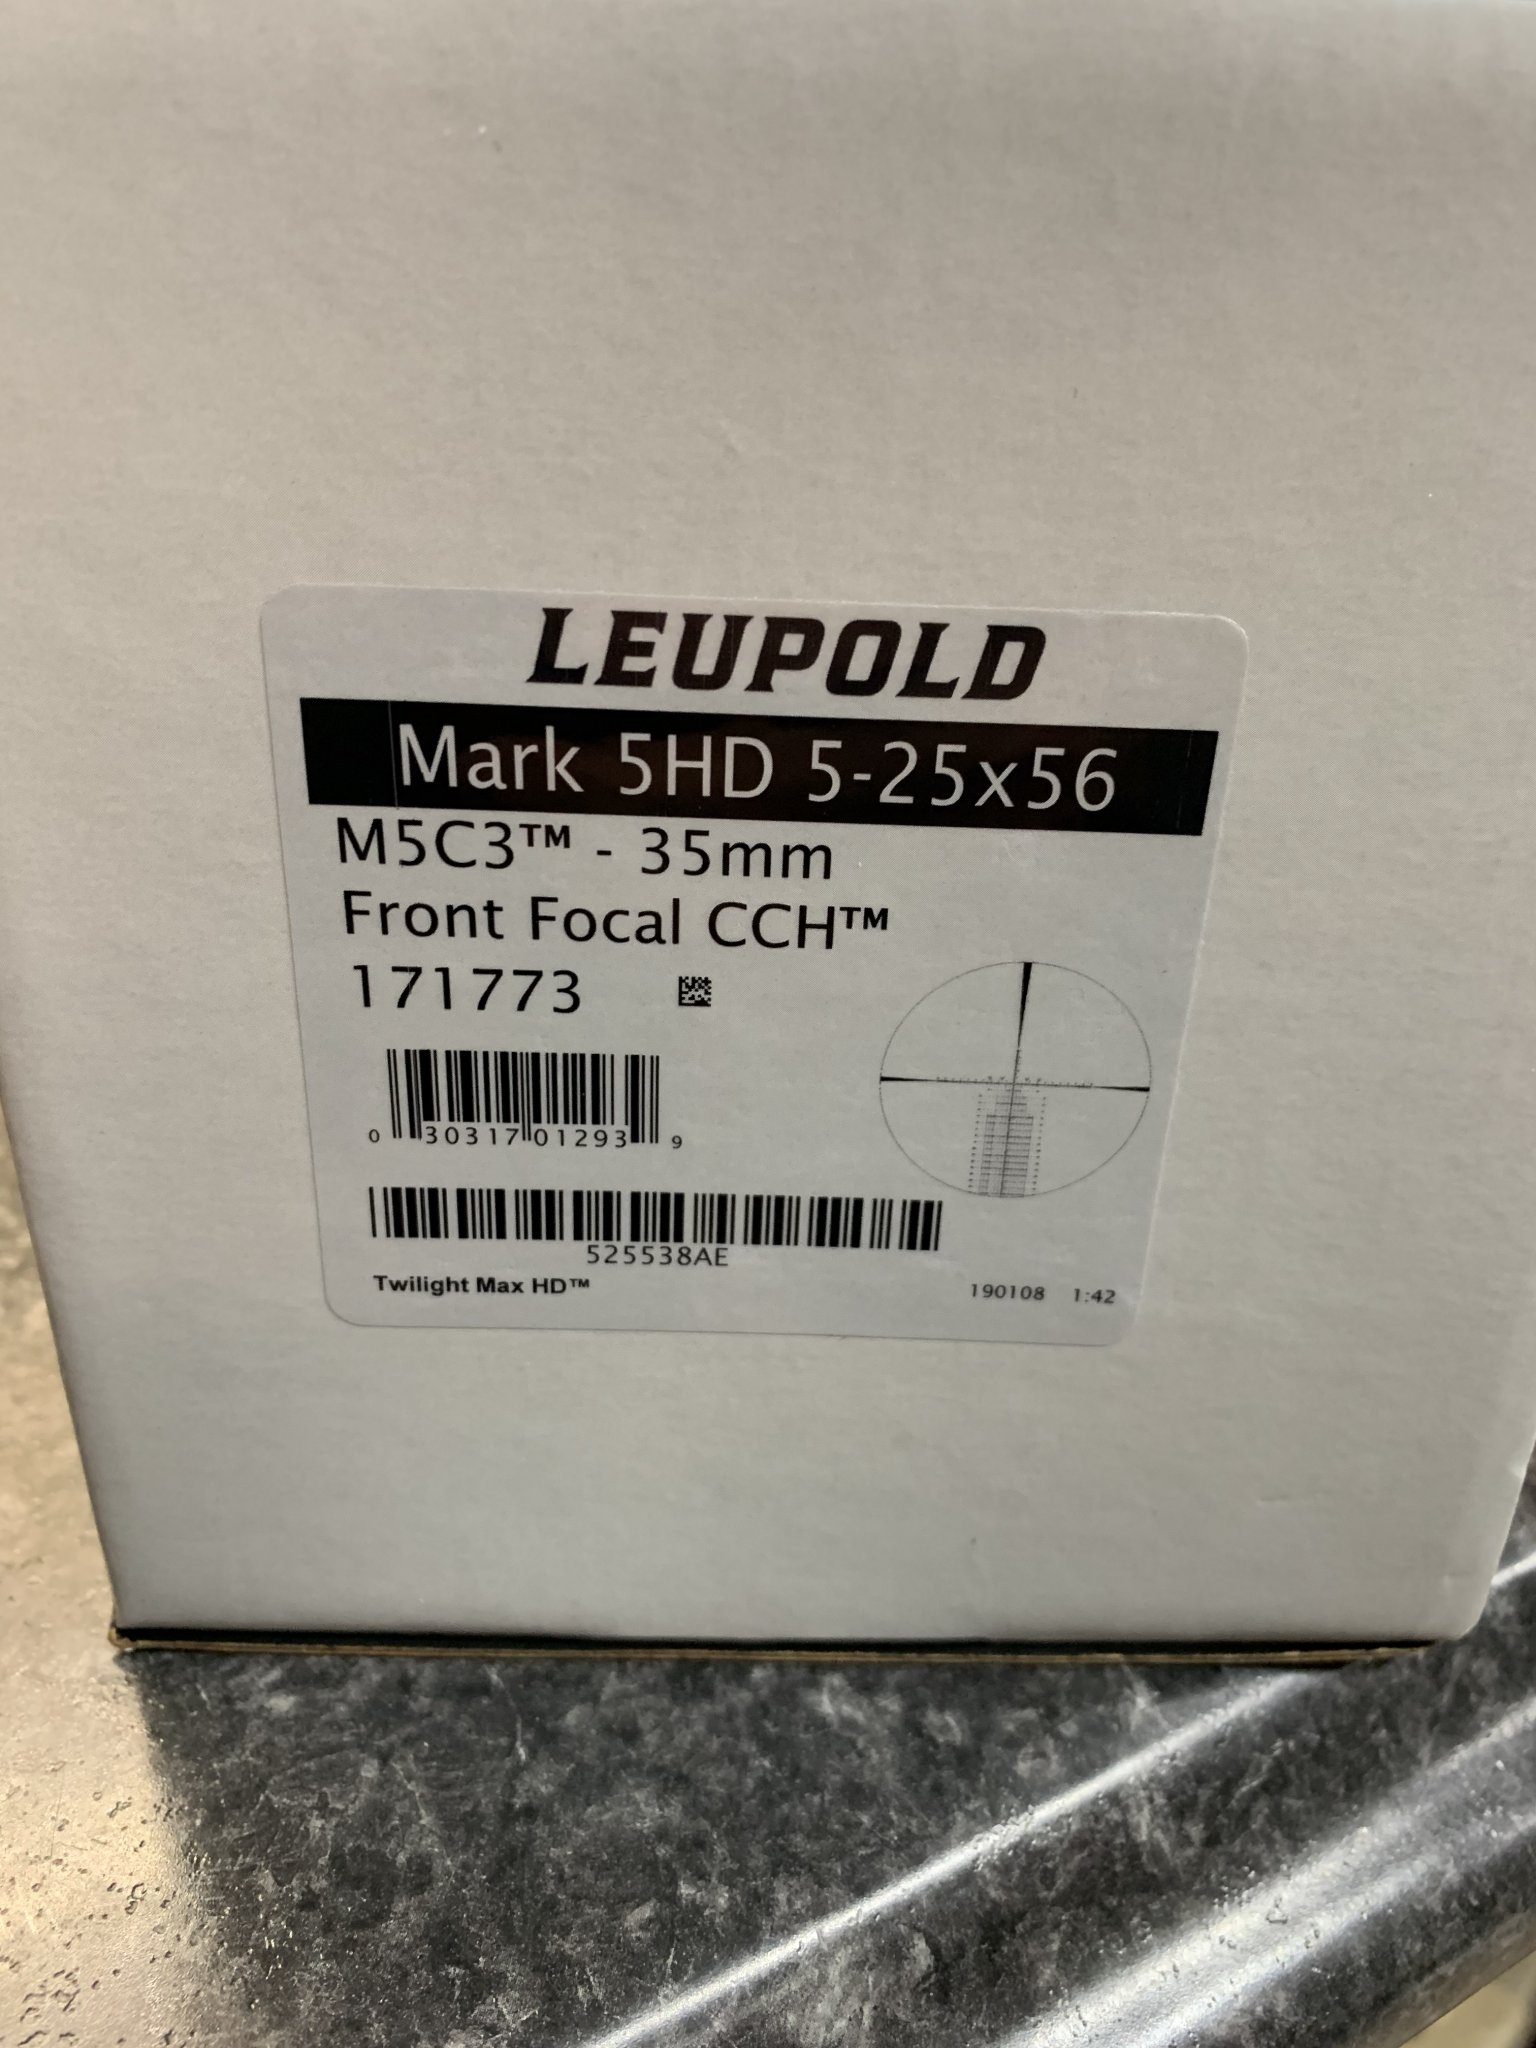 LEUPOLD
Mark 5HD 5-25x56
M5C3™ - 35mm
Front Focal CCH™
171773
0 30317 01293 9
525538AE
Twilight Max HD™ 190108 1:42